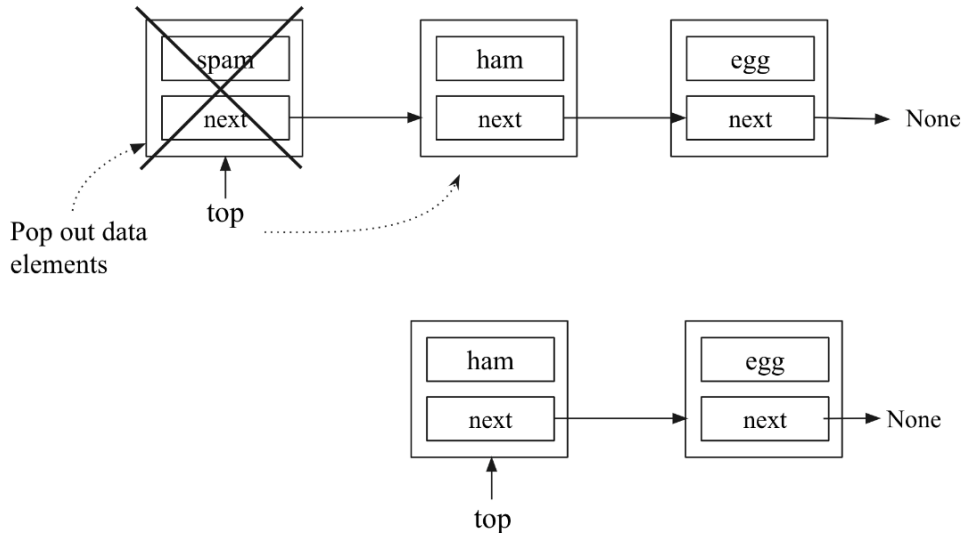 spam
ham
egg
next
next
next
None
top
Pop out data
elements
ham
egg
next
next
None
top